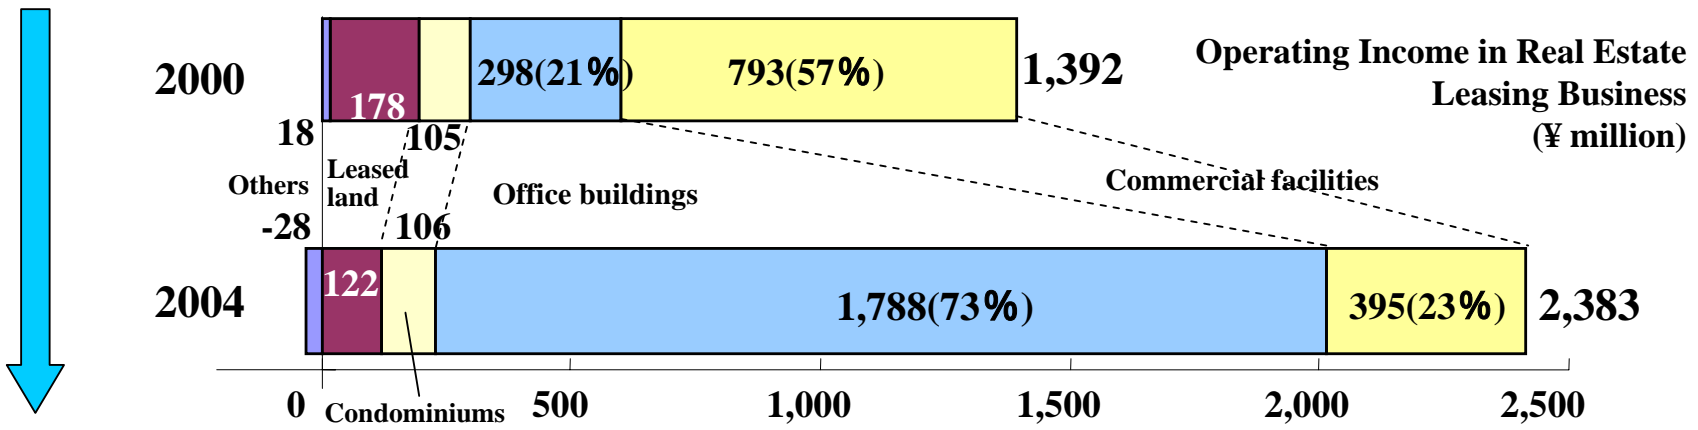 Operating Income in Real Estate
Leasing Business
(¥ million)
2000
298(21%)
793(57%)
1,392
178
18
105
Others
Leased
land
Office buildings
Commercial facilities
-28
106
2004
122
1,788(73%)
395(23%)
2,383
0
Condominiums
500
1,000
1,500
2,000
2,500